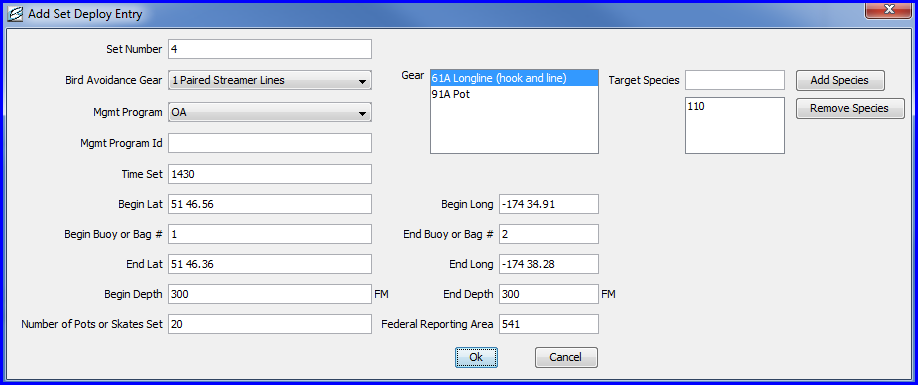 Add Set Deploy Entry
Set Number 4
Bird Avoidance Gear 1 Paired Streamer Lines Gear 61A Longline (hook and line) Target Species Add Species
91A Pot 110 Remove Species
Mgmt Program OA
Mgmt Program Id
Time Set 1430
Begin Lat 51 46.56 Begin Long -174 34.91
Begin Buoy or Bag # 1 End Buoy or Bag # 2
End Lat 51 46.36 End Long -174 38.28
Begin Depth 300 FM End Depth 300 FM
Number of Pots or Skates Set 20 Federal Reporting Area 541
Ok Cancel